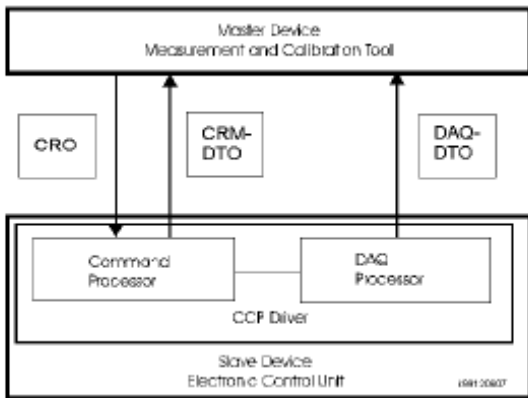 Master Device
Measurement and Calibration Tool
CRO
CRM-
DTO
DAQ-
DTO
Command
Processor
DAQ
Processor
CCP Driver
Slave Device
Electronic Control Unit